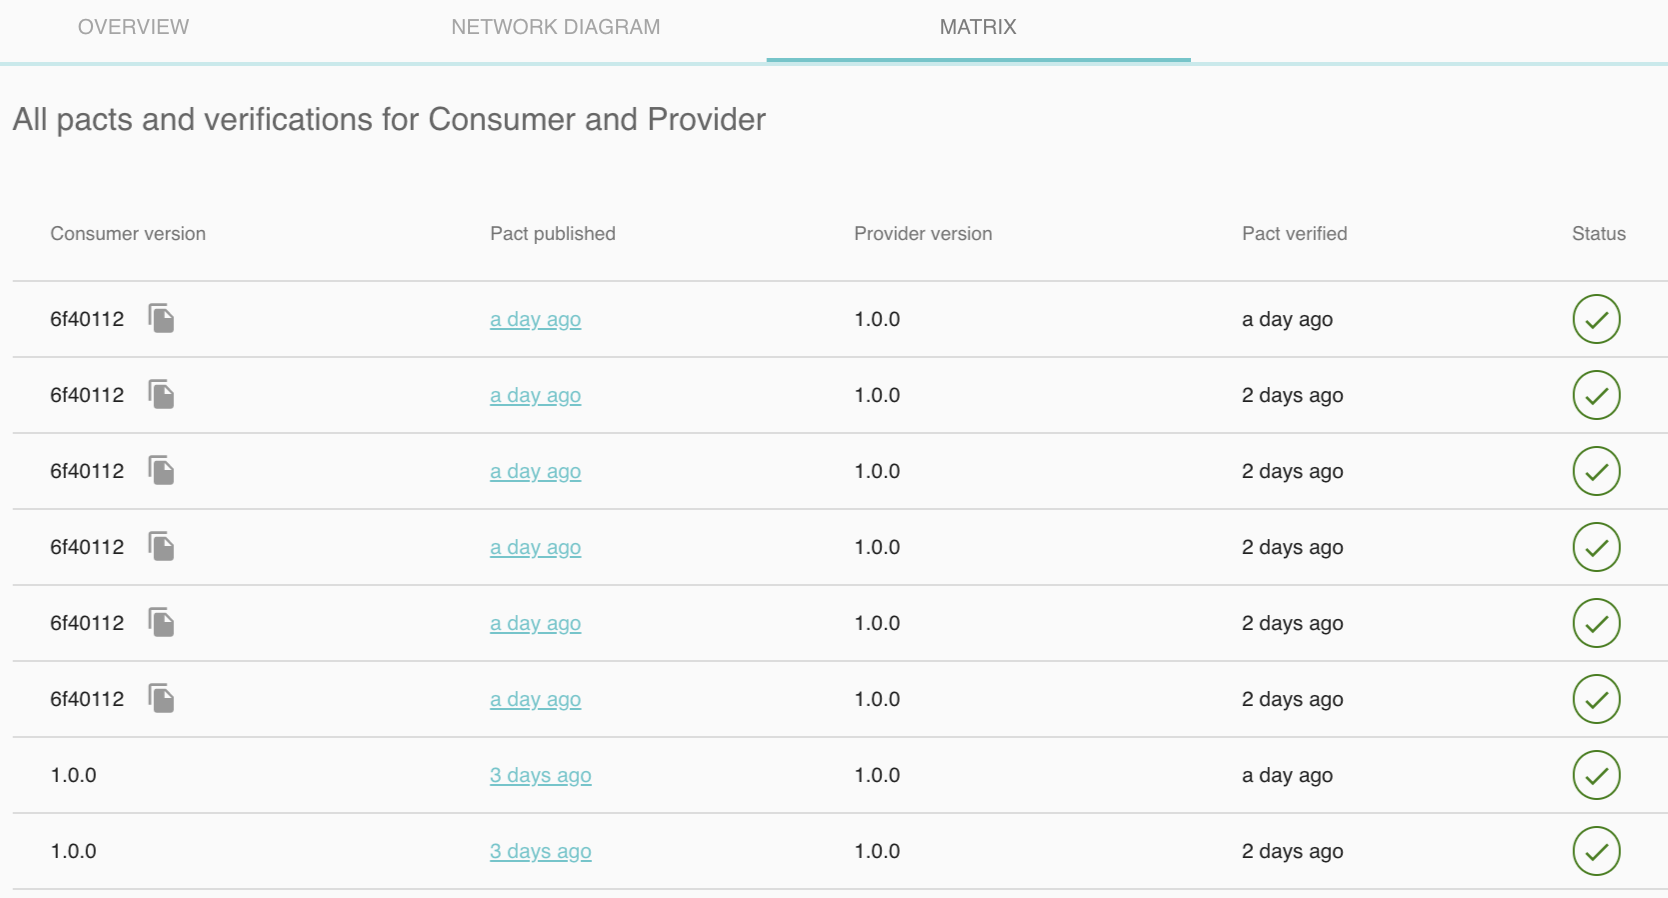 OVERVIEW NETWORK DIAGRAM MATRIX
All pacts and verifications for Consumer and Provider
Consumer version Pact published Provider version Pact verified Status
6f40112 a day ago 1.0.0 a day ago
6f40112 a day ago 1.0.0 2 days ago
6f40112 a day ago 1.0.0 2 days ago
6f40112 a day ago 1.0.0 2 days ago
6f40112 a day ago 1.0.0 2 days ago
6f40112 a day ago 1.0.0 2 days ago
1.0.0 3 days ago 1.0.0 a day ago
1.0.0 3 days ago 1.0.0 2 days ago